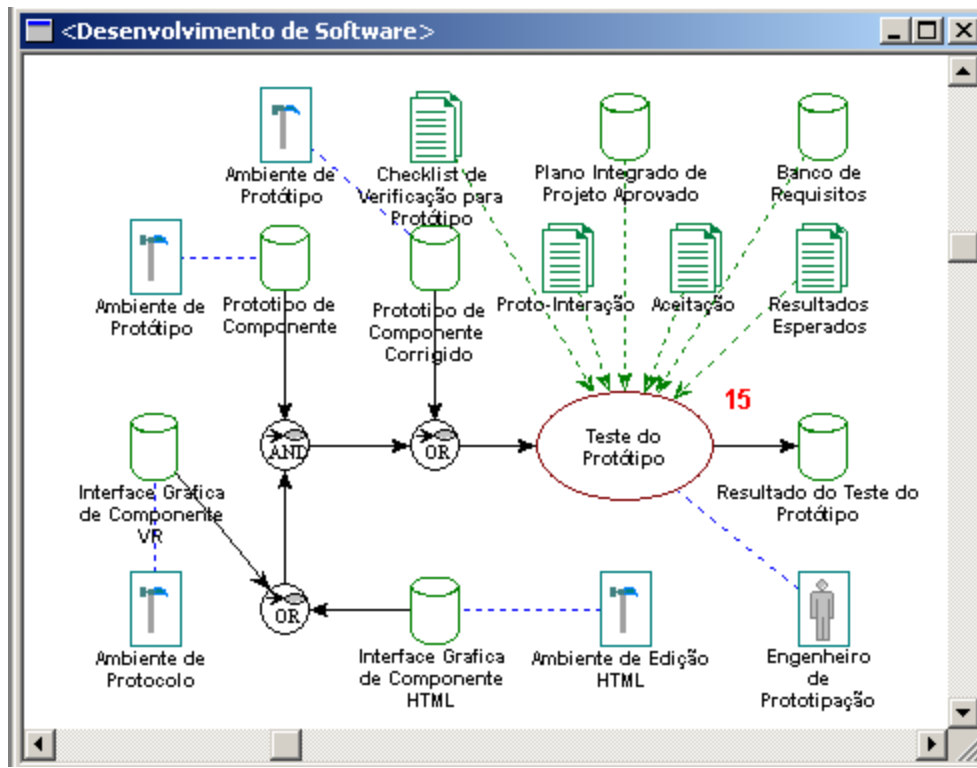 <Desenvolvimento de Software>
Ambiente de
Protótipo
Checklist de
Verificação para
Protótipo
Plano Integrado de
Projeto Aprovado
Banco de
Requisitos
Ambiente de
Protótipo
Prototipo de
Componente
Prototipo de
Componente
Corrigido
Proto-Interação
Aceitação
Resultados
Esperados
15
AND
OR
Teste do
Protótipo
Interface Grafica
de Componente
VR
Resultado do Teste do
Protótipo
OR
Ambiente de
Protocolo
Interface Grafica
de Componente
HTML
Ambiente de Edição
HTML
Engenheiro
de
Prototipação